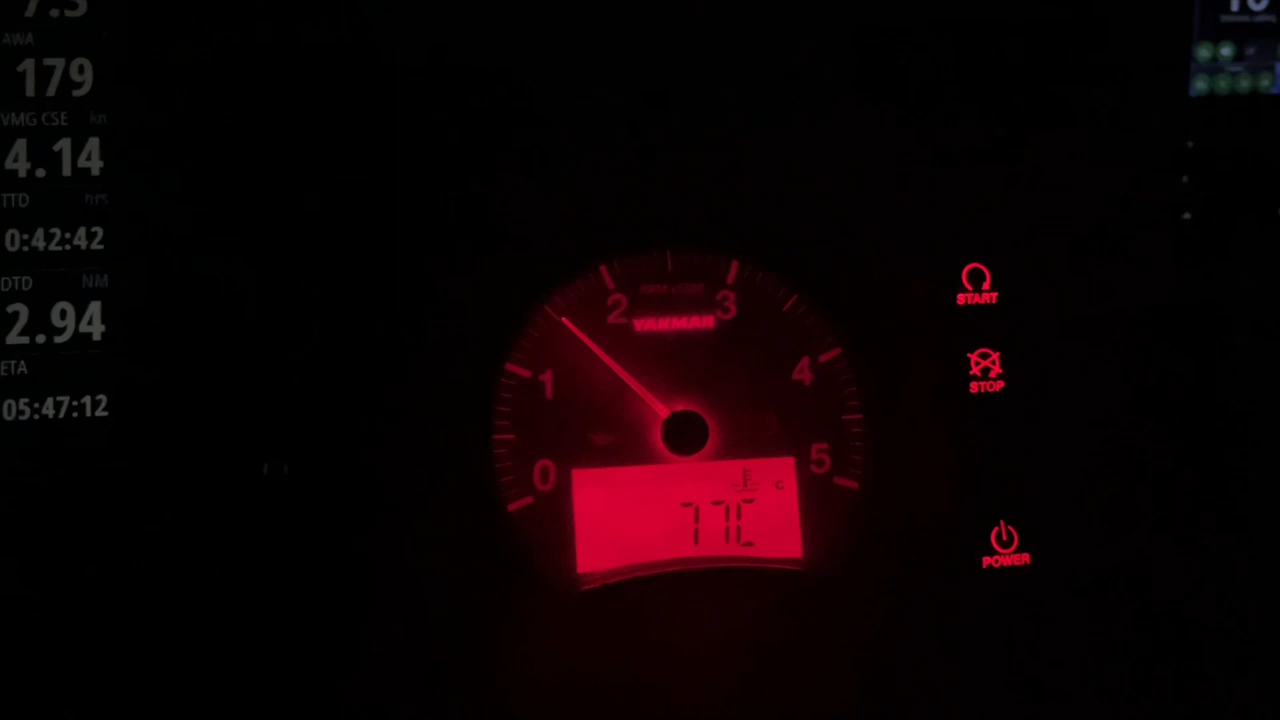 7.3
AWA
179
VMG CSE kn
4.14
TTD hrs
0:42:42
DTD NM
2.94
ETA
05:47:12
0
1
2
3
4
5
YANMAR
C
77C
START
STOP
POWER